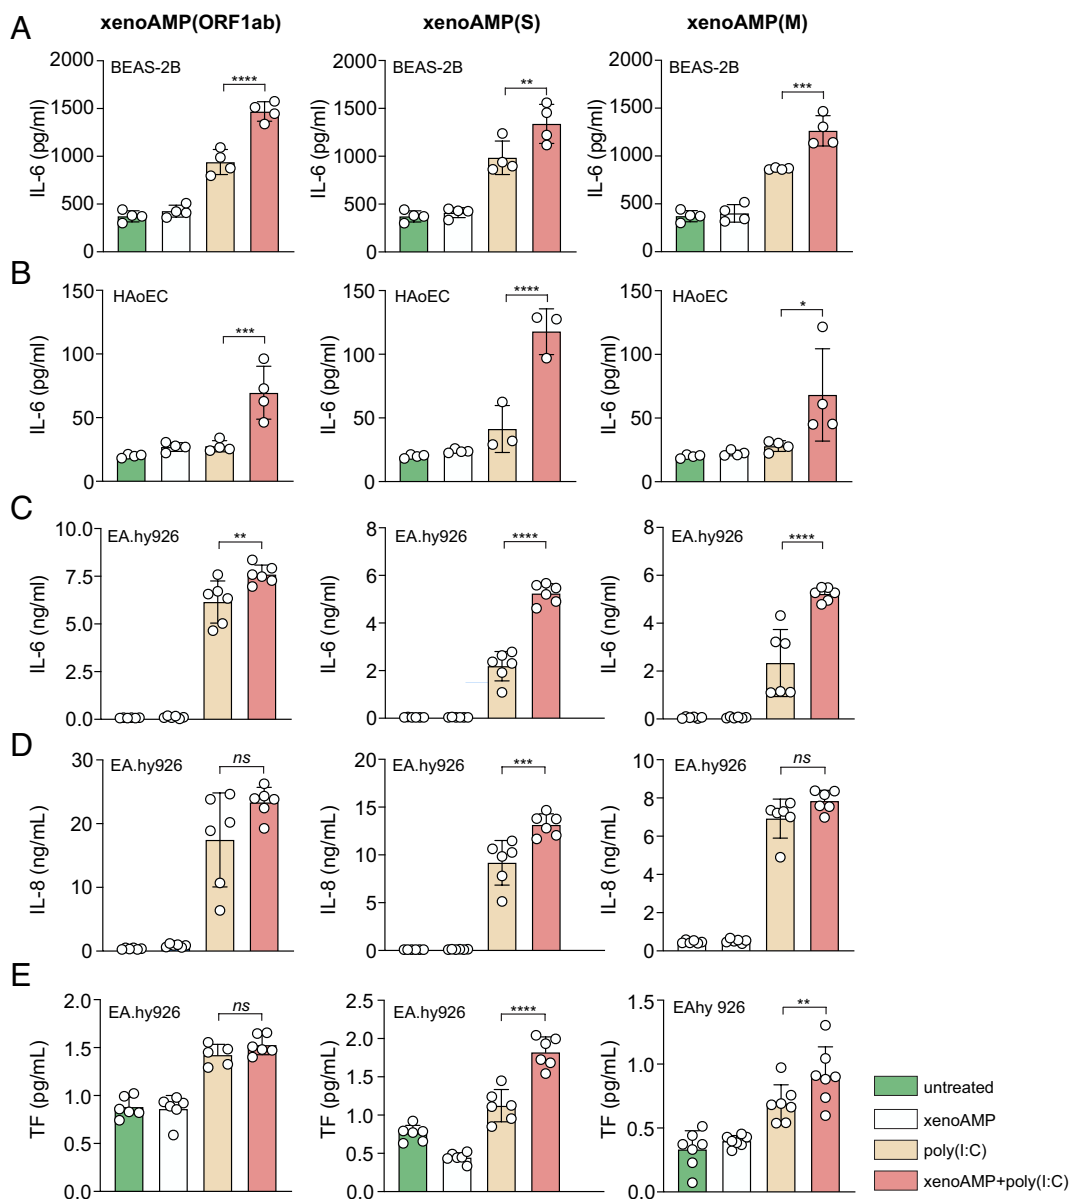 A
xenoAMP(ORF1ab)
xenoAMP(S)
xenoAMP(M)
IL-6 (pg/ml)
2000
1500
1000
500
0
BEAS-2B
****
IL-6 (pg/ml)
2000
1500
1000
500
0
BEAS-2B
**
IL-6 (pg/ml)
2000
1500
1000
500
0
BEAS-2B
***
B
IL-6 (pg/ml)
150
100
50
0
HAoEC
***
IL-6 (pg/ml)
150
100
50
0
HAoEC
****
IL-6 (pg/ml)
150
100
50
0
HAoEC
*
C
IL-6 (ng/ml)
10.0
7.5
5.0
2.5
0.0
EA.hy926
**
IL-6 (ng/ml)
8
6
4
2
0
EA.hy926
****
IL-6 (ng/ml)
8
6
4
2
0
EA.hy926
****
D
IL-8 (ng/mL)
30
20
10
0
EA.hy926
ns
IL-8 (ng/mL)
20
15
10
5
0
EA.hy926
***
IL-8 (ng/mL)
10
8
6
4
2
0
EA.hy926
ns
E
TF (pg/mL)
2.0
1.5
1.0
0.5
0.0
EA.hy926
ns
TF (pg/mL)
2.5
2.0
1.5
1.0
0.5
0.0
EA.hy926
****
TF (pg/mL)
1.5
1.0
0.5
0.0
EAhy 926
**
untreated
xenoAMP
poly(I:C)
xenoAMP+poly(I:C)